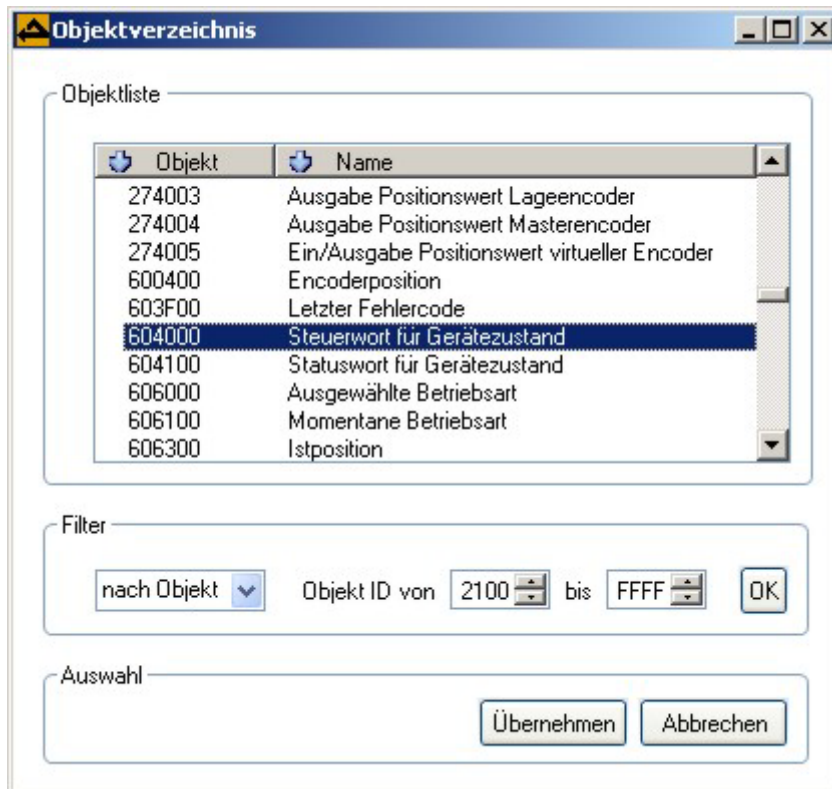 Objektverzeichnis
Objektliste
Objekt Name
274003 Ausgabe Positionswert Lageencoder
274004 Ausgabe Positionswert Masterencoder
274005 Ein/Ausgabe Positionswert virtueller Encoder
600400 Encoderposition
603F00 Letzter Fehlercode
604000 Steuerwort für Gerätezustand
604100 Statuswort für Gerätezustand
606000 Ausgewählte Betriebsart
606100 Momentane Betriebsart
606300 Istposition
Filter
nach Objekt Objekt ID von 2100 bis FFFF OK
Auswahl
Übernehmen Abbrechen